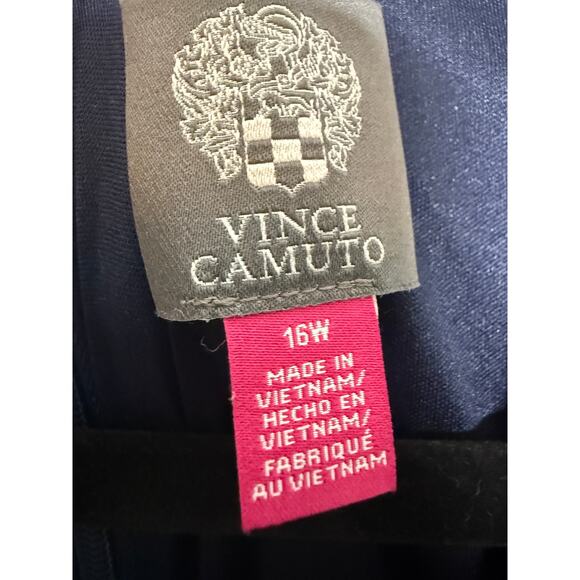 VINCE
CAMUTO
16W
MADE IN
VIETNAM/
HECHO EN
VIETNAM/
FABRIQUÉ
AU VIETNAM